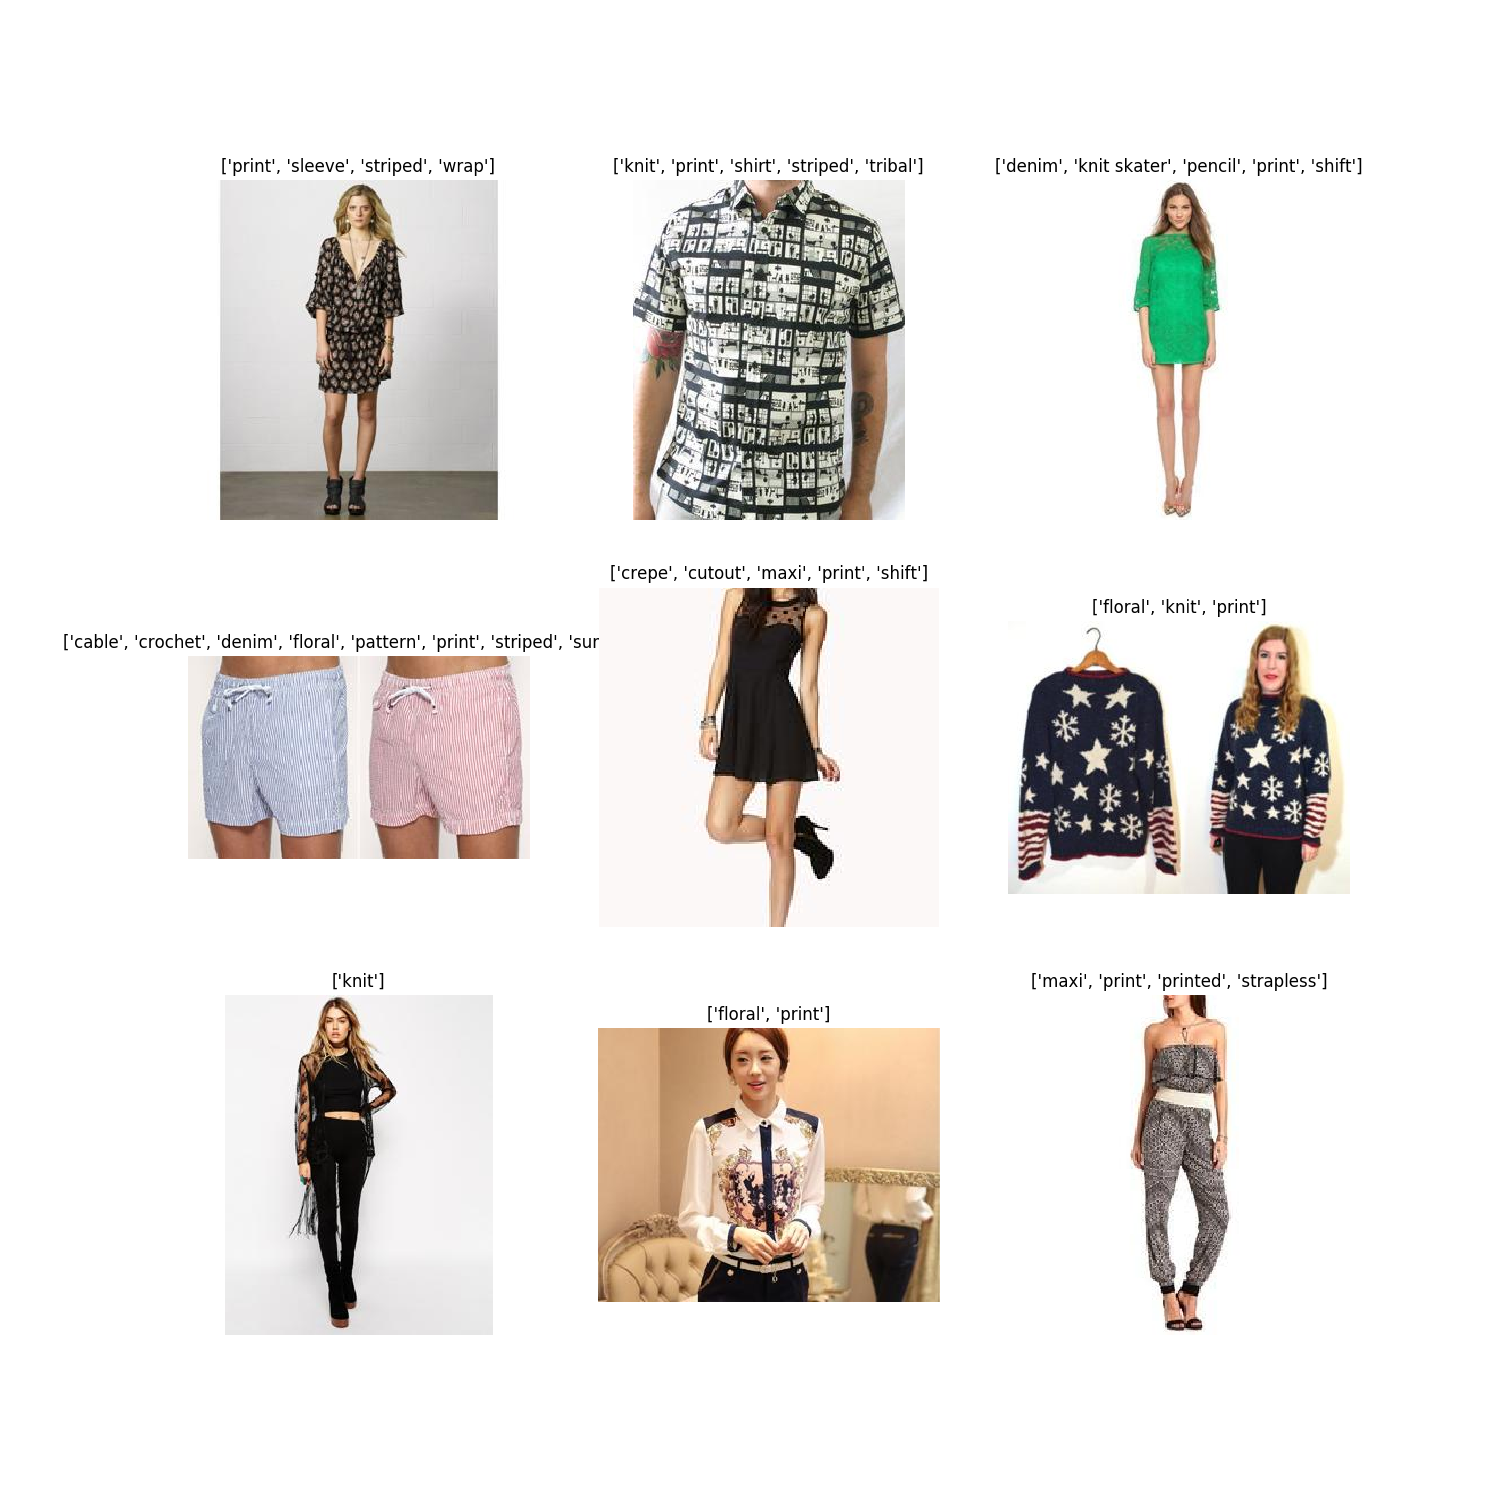 ['print', 'sleeve', 'striped', 'wrap']
['knit', 'print', 'shirt', 'striped', 'tribal']
['denim', 'knit skater', 'pencil', 'print', 'shift']
['cable', 'crochet', 'denim', 'floral', 'pattern', 'print', 'striped',
['crepe', 'cutout', 'maxi', 'print', 'shift']
['floral', 'knit', 'print']
['knit']
['floral', 'print']
['maxi', 'print', 'printed', 'strapless']